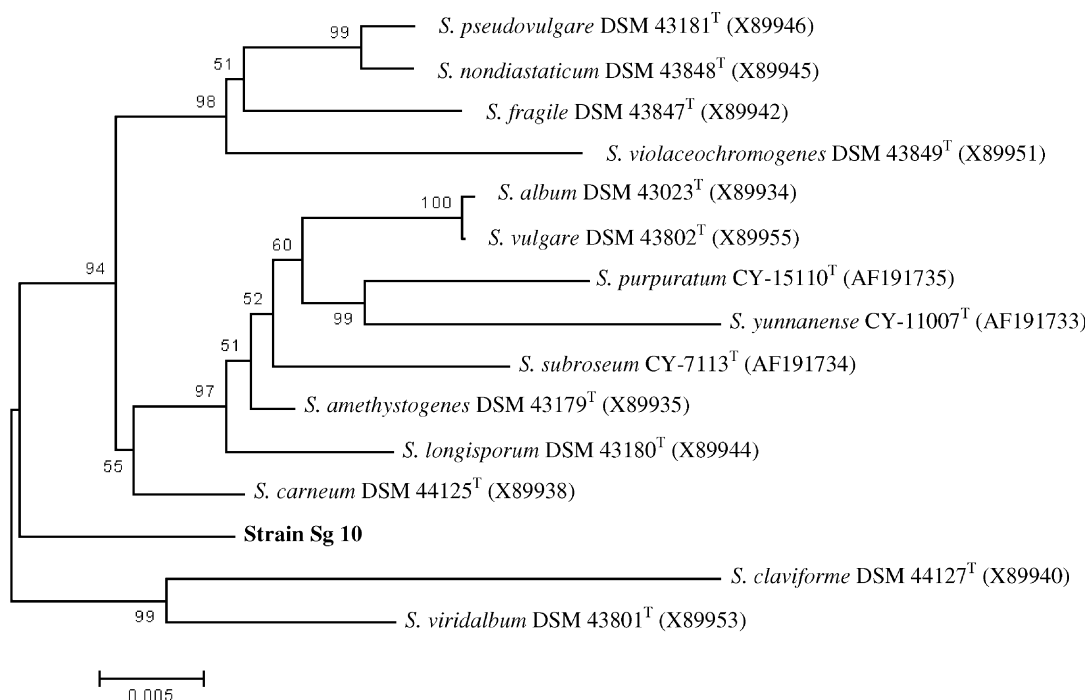 99
S. pseudovulgare DSM 43181T (X89946)
51
S. nondiastaticum DSM 43848T (X89945)
98
S. fragile DSM 43847T (X89942)
S. violaceochromogenes DSM 43849T (X89951)
100
S. album DSM 43023T (X89934)
60
S. vulgare DSM 43802T (X89955)
94
S. purpuratum CY-15110T (AF191735)
52
99
S. yunnanense CY-11007T (AF191733)
51
S. subroseum CY-7113T (AF191734)
97
S. amethystogenes DSM 43179T (X89935)
S. longisporum DSM 43180T (X89944)
55
S. carneum DSM 44125T (X89938)
Strain Sg 10
S. claviforme DSM 44127T (X89940)
99
S. viridalbum DSM 43801T (X89953)
0.005